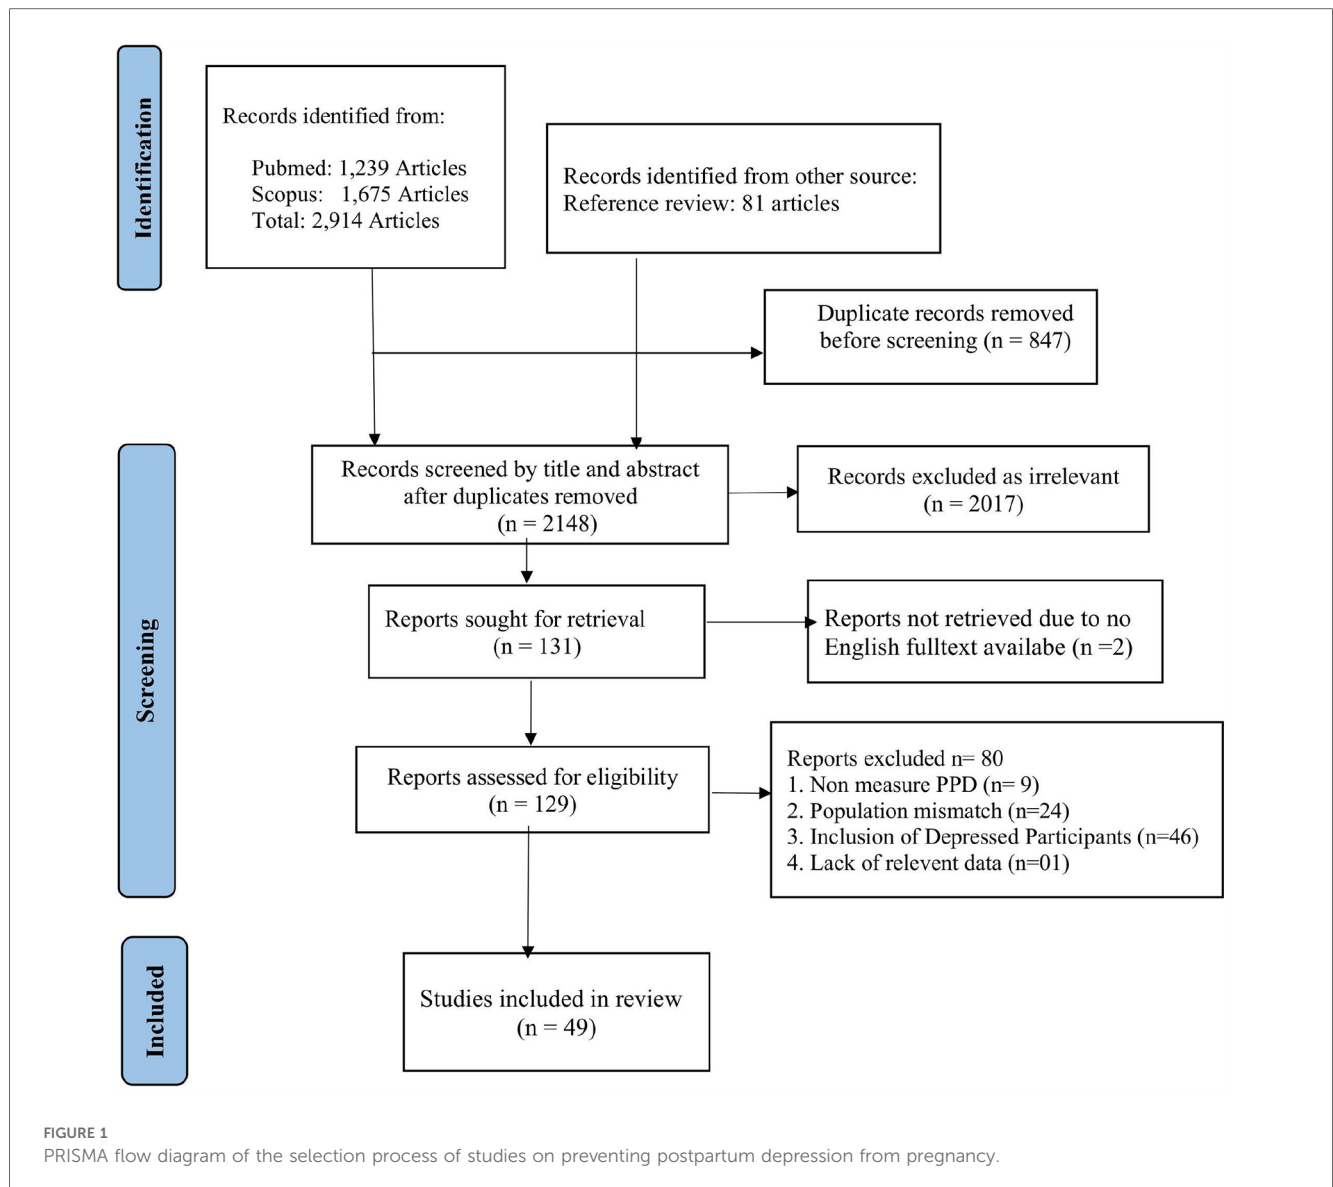 Identification
Records identified from:
Pubmed: 1,239 Articles
Scopus: 1,675 Articles
Total: 2,914 Articles
Records identified from other source:
Reference review: 81 articles
Duplicate records removed
before screening (n = 847)
Screening
Records screened by title and abstract
after duplicates removed
(n = 2148)
Records excluded as irrelevant
(n = 2017)
Reports sought for retrieval
(n = 131)
Reports not retrieved due to no
English fulltext availabe (n =2)
Reports assessed for eligibility
(n = 129)
Reports excluded n= 80
1. Non measure PPD (n= 9)
2. Population mismatch (n=24)
3. Inclusion of Depressed Participants (n=46)
4. Lack of relevent data (n=01)
Included
Studies included in review
(n = 49)
FIGURE 1
PRISMA flow diagram of the selection process of studies on preventing postpartum depression from pregnancy.